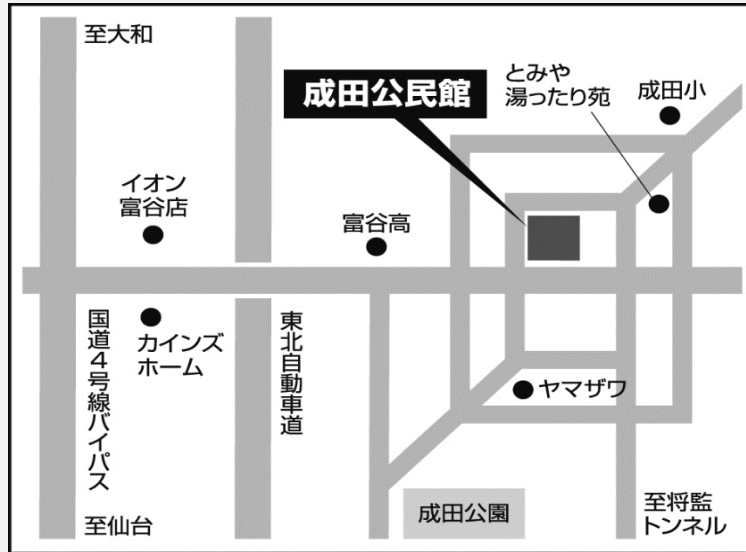 至大和
成田公民館
とみや
湯ったり苑
成田小
イオン
富谷店
富谷高
国道4号線バイパス
カインズ
ホーム
東北自動車道
ヤマザワ
至仙台
成田公園
至将監
トンネル